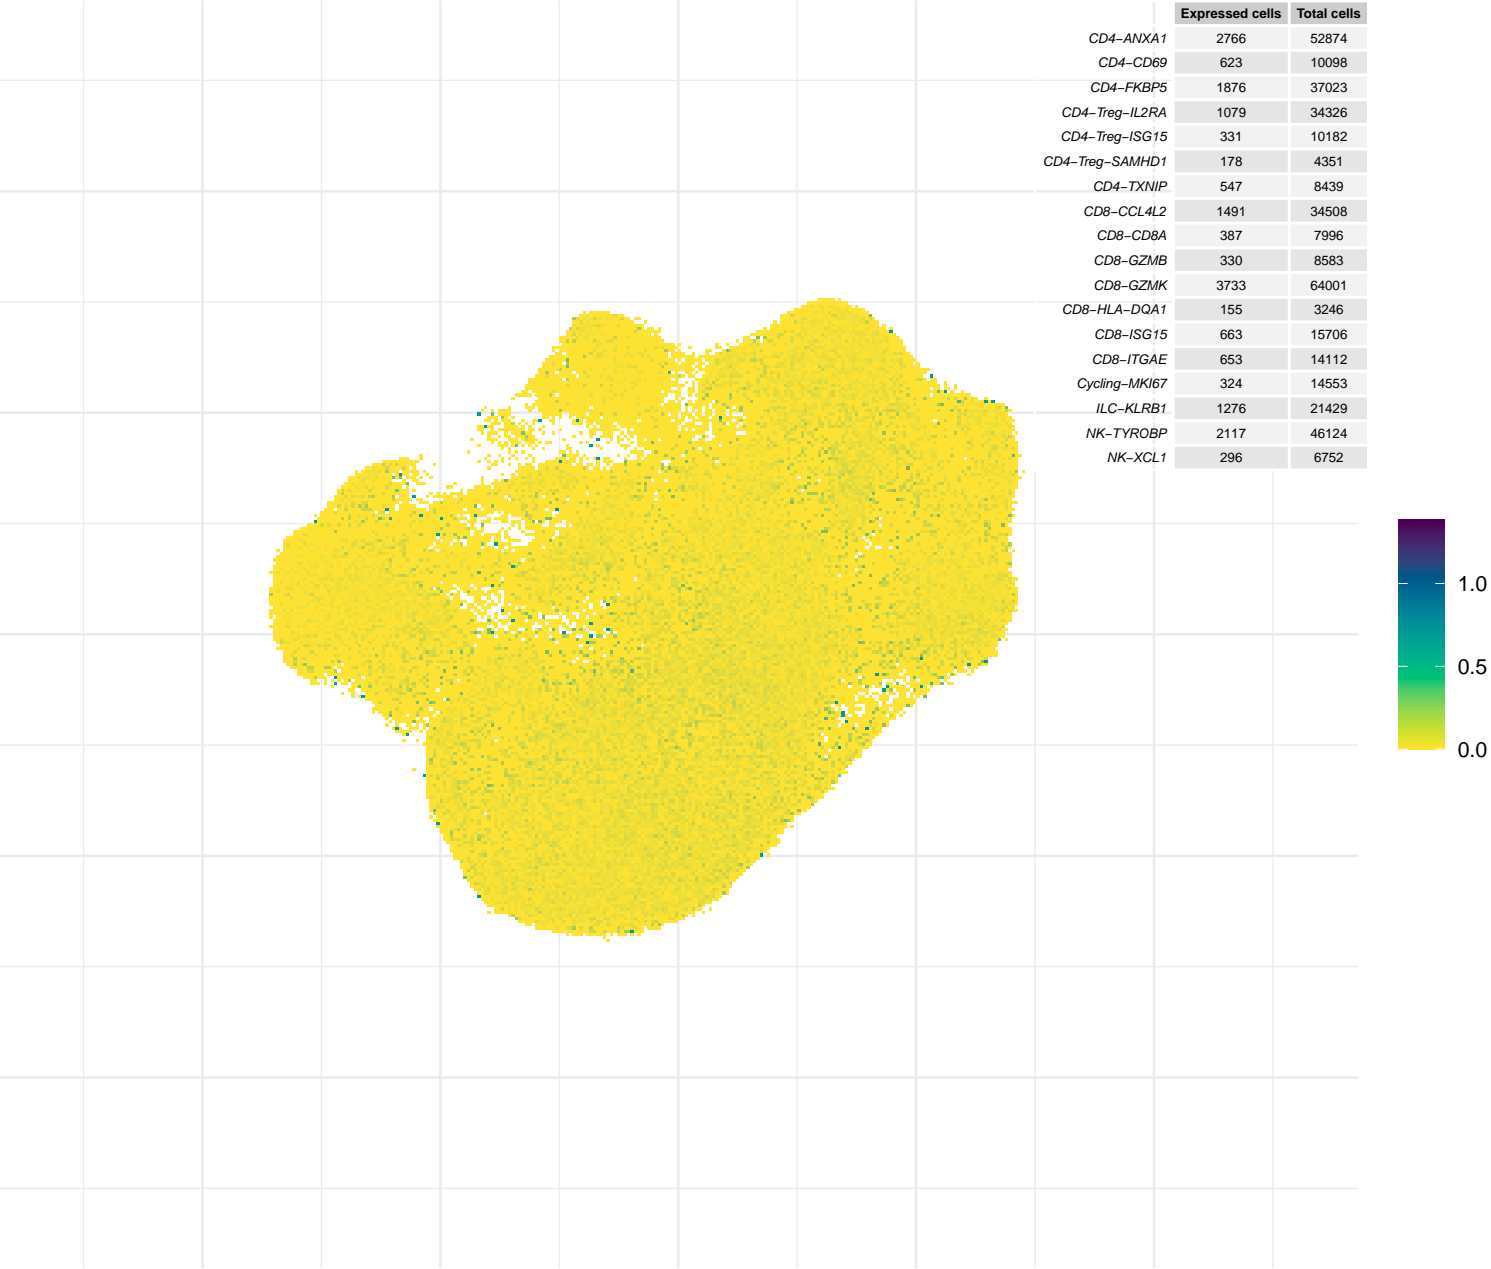 Expressed cells Total cells
CD4−ANXA1 2766 52874
CD4−CD69 623 10098
CD4−FKBP5 1876 37023
CD4−Treg−IL2RA 1079 34326
CD4−Treg−ISG15 331 10182
CD4−Treg−SAMHD1 178 4351
CD4−TXNIP 547 8439
CD8−CCL4L2 1491 34508
CD8−CD8A 387 7996
CD8−GZMB 330 8583
CD8−GZMK 3733 64001
CD8−HLA−DQA1 155 3246
CD8−ISG15 663 15706
CD8−ITGAE 653 14112
Cycling−MKI67 324 14553
ILC−KLRB1 1276 21429
NK−TYROBP 2117 46124
NK−XCL1 296 6752
1.0
0.5
0.0